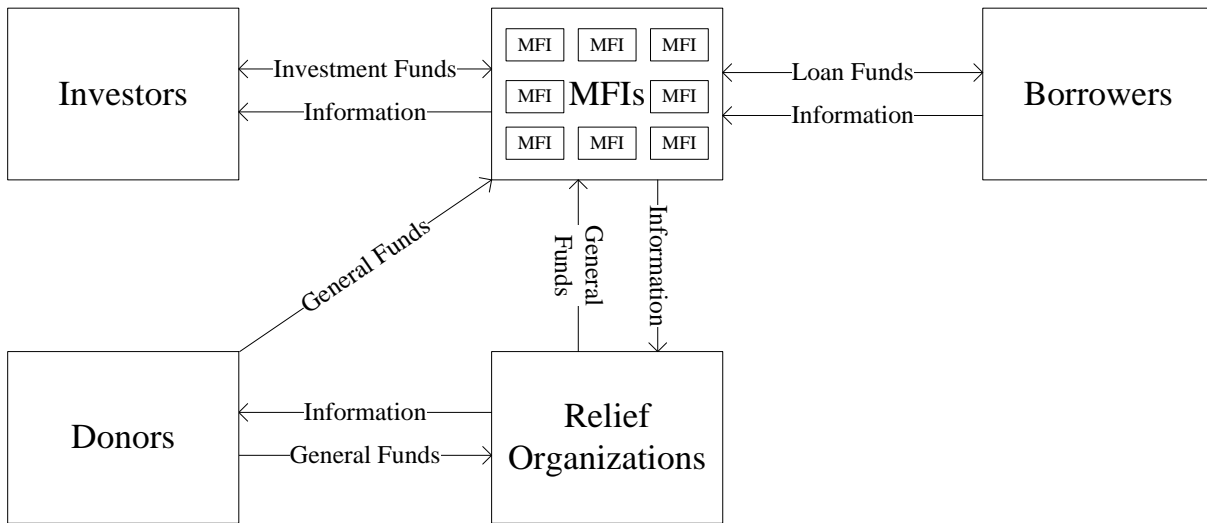 MFI MFI MFI
Investors
Investment Funds
Information
MFI MFIs MFI
MFI MFI MFI
Loan Funds
Information
Borrowers
General Funds
General
Funds
Information
Donors
Information
General Funds
Relief
Organizations